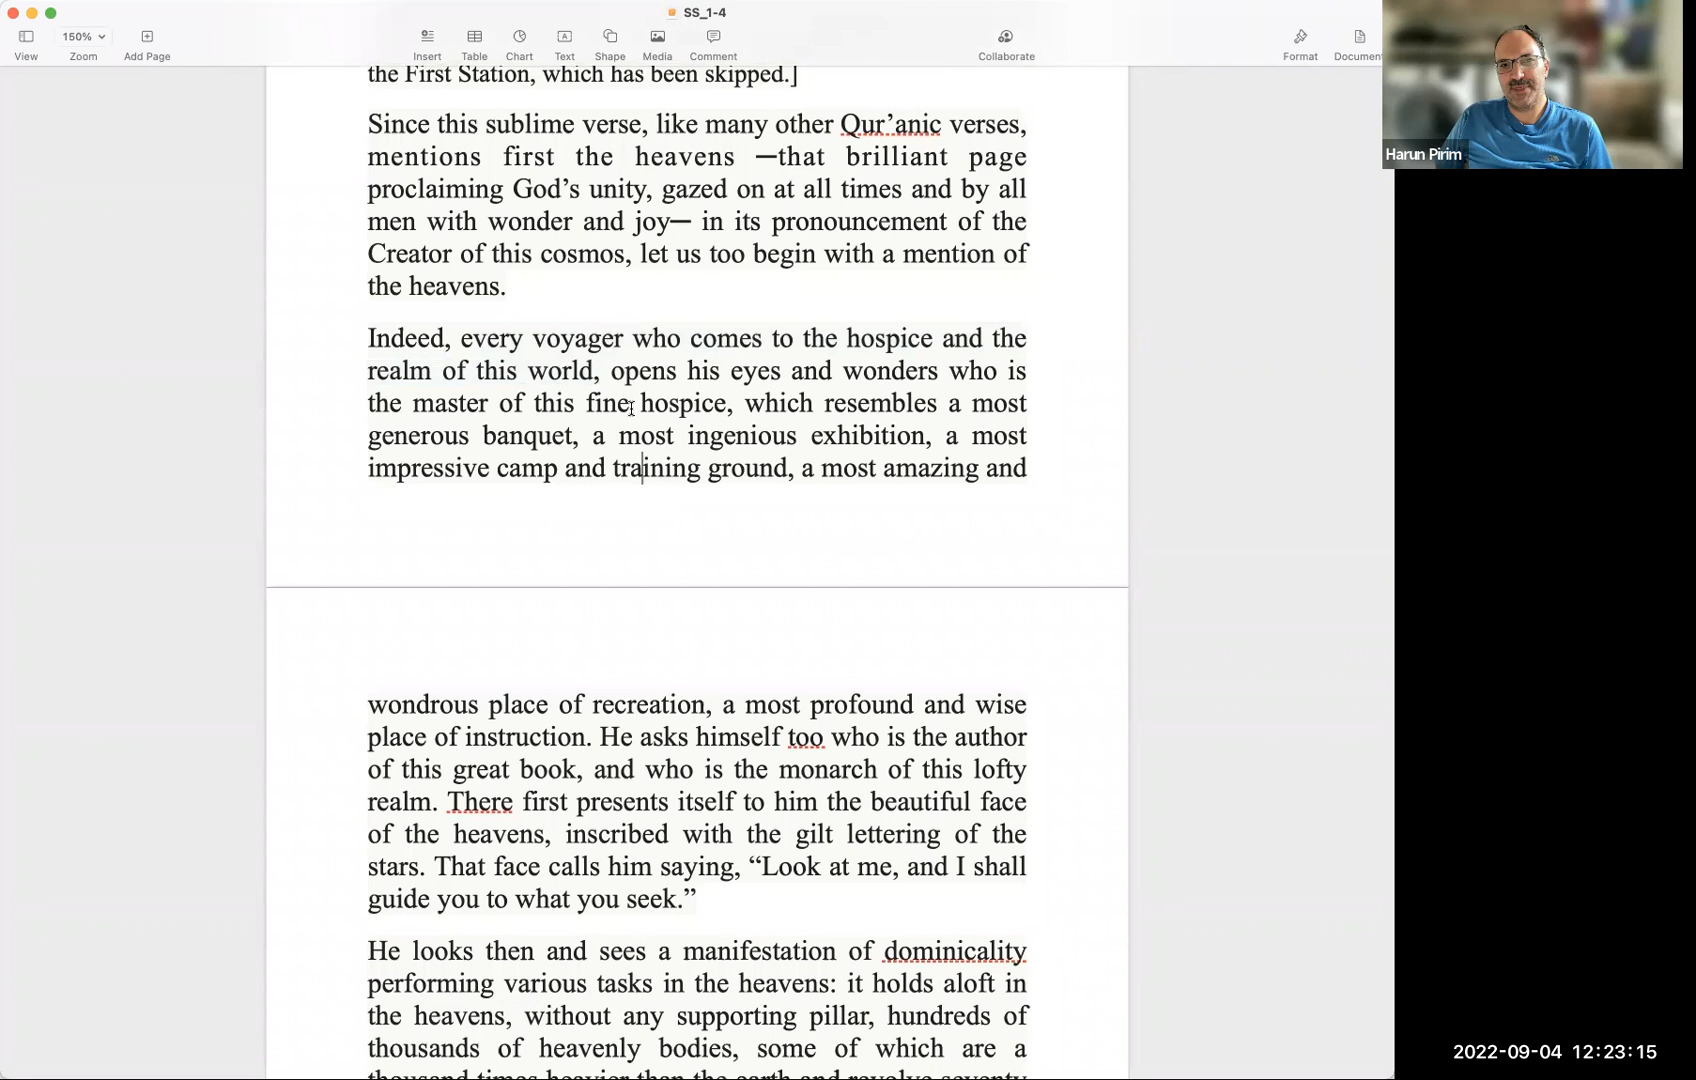 SS_1-4
150%
View
Zoom
Add Page
Insert
Table
Chart
Text
Shape
Media
Comment
Collaborate
Format
Documen
Harun Pirim
the First Station, which has been skipped.]
Since this sublime verse, like many other Qur’anic verses,
mentions first the heavens —that brilliant page
proclaiming God’s unity, gazed on at all times and by all
men with wonder and joy— in its pronouncement of the
Creator of this cosmos, let us too begin with a mention of
the heavens.
Indeed, every voyager who comes to the hospice and the
realm of this world, opens his eyes and wonders who is
the master of this fine hospice, which resembles a most
generous banquet, a most ingenious exhibition, a most
impressive camp and training ground, a most amazing and
wondrous place of recreation, a most profound and wise
place of instruction. He asks himself too who is the author
of this great book, and who is the monarch of this lofty
realm. There first presents itself to him the beautiful face
of the heavens, inscribed with the gilt lettering of the
stars. That face calls him saying, “Look at me, and I shall
guide you to what you seek.”
He looks then and sees a manifestation of dominicality
performing various tasks in the heavens: it holds aloft in
the heavens, without any supporting pillar, hundreds of
thousands of heavenly bodies, some of which are a
thousand times heavier than the earth and revolve seventy
2022-09-04 12:23:15